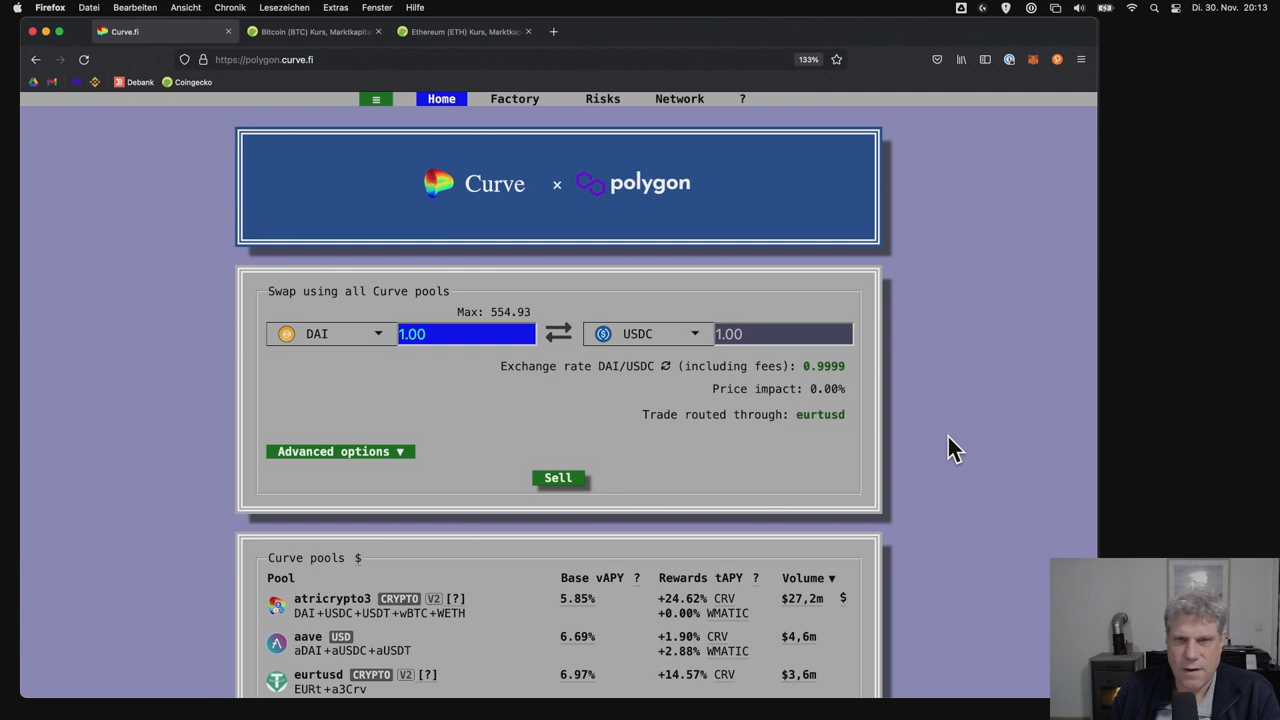 Firefox Datei Bearbeiten Ansicht Chronik Lesezeichen Extras Fenster Hilfe Di. 30. Nov. 20:13
Curve.fi Bitcoin (BTC) Kurs, Marktkapita Ethereum (ETH) Kurs, Marktkap
https://polygon.curve.fi 133%
Debank Coingecko
Home Factory Risks Network ?
Curve × polygon
Swap using all Curve pools
Max: 554.93
DAI 1.00 USDC 1.00
Exchange rate DAI/USDC (including fees): 0.9999
Price impact: 0.00%
Trade routed through: eurtusd
Advanced options ▼
Sell
Curve pools $
Pool Base vAPY ? Rewards tAPY ? Volume ▼
atricrypto3 CRYPTO V2 [?] 5.85% +24.62% CRV $27,2m $
DAI+USDC+USDT+wBTC+WETH +0.00% WMATIC
aave USD 6.69% +1.90% CRV $4,6m
aDAI+aUSDC+aUSDT +2.88% WMATIC
eurtusd CRYPTO V2 [?] 6.97% +14.57% CRV $3,6m
EURt+a3Crv